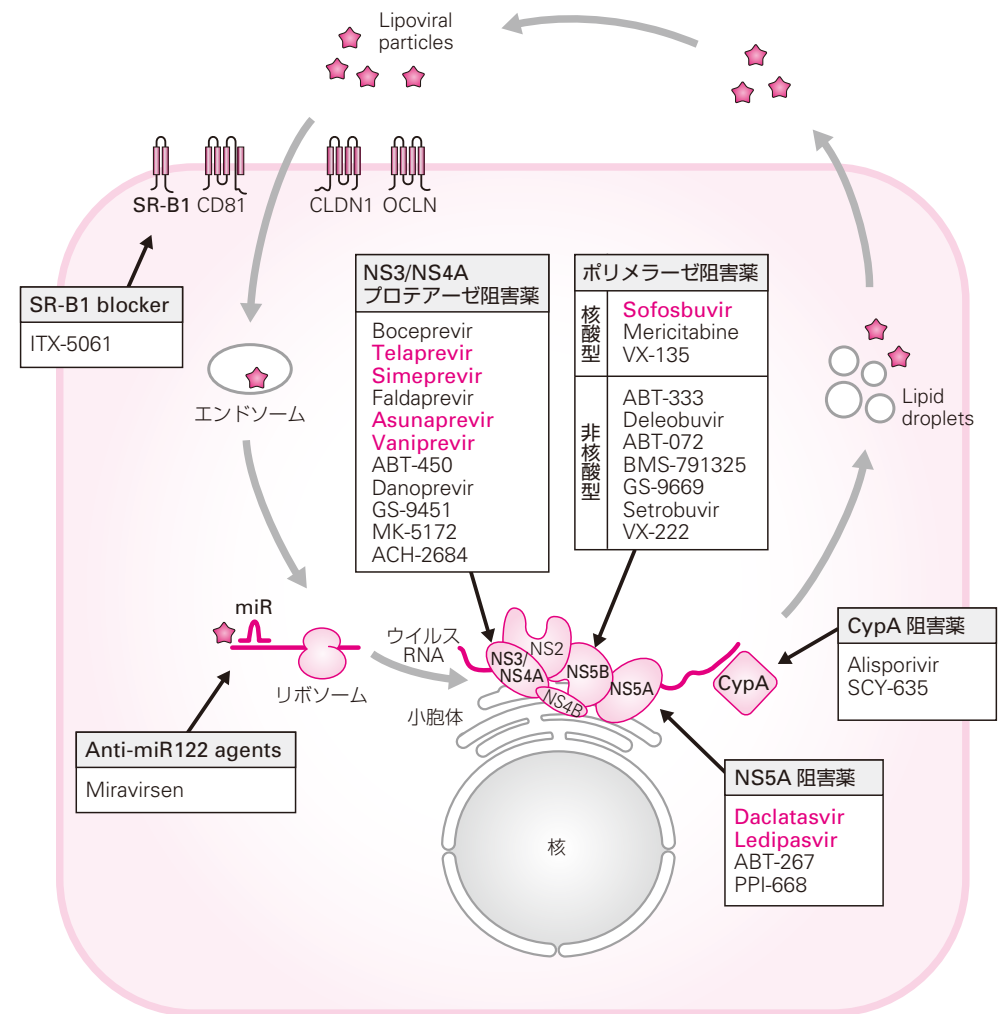 Lipoviral
particles
SR-B1 CD81
CLDN1 OCLN
SR-B1 blocker
ITX-5061
エンドソーム
NS3/NS4A
プロテアーゼ阻害薬
Boceprevir
Telaprevir
Simeprevir
Faldaprevir
Asunaprevir
Vaniprevir
ABT-450
Danoprevir
GS-9451
MK-5172
ACH-2684
ポリメラーゼ阻害薬
核酸型
Sofosbuvir
Mericitabine
VX-135
非核酸型
ABT-333
Deleobuvir
ABT-072
BMS-791325
GS-9669
Setrobuvir
VX-222
Lipid
droplets
miR
リボソーム
ウイルス
RNA
小胞体
NS3/
NS4A
NS2
NS4B
NS5B
NS5A
CypA
CypA 阻害薬
Alisporivir
SCY-635
Anti-miR122 agents
Miravirsen
NS5A 阻害薬
Daclatasvir
Ledipasvir
ABT-267
PPI-668
核